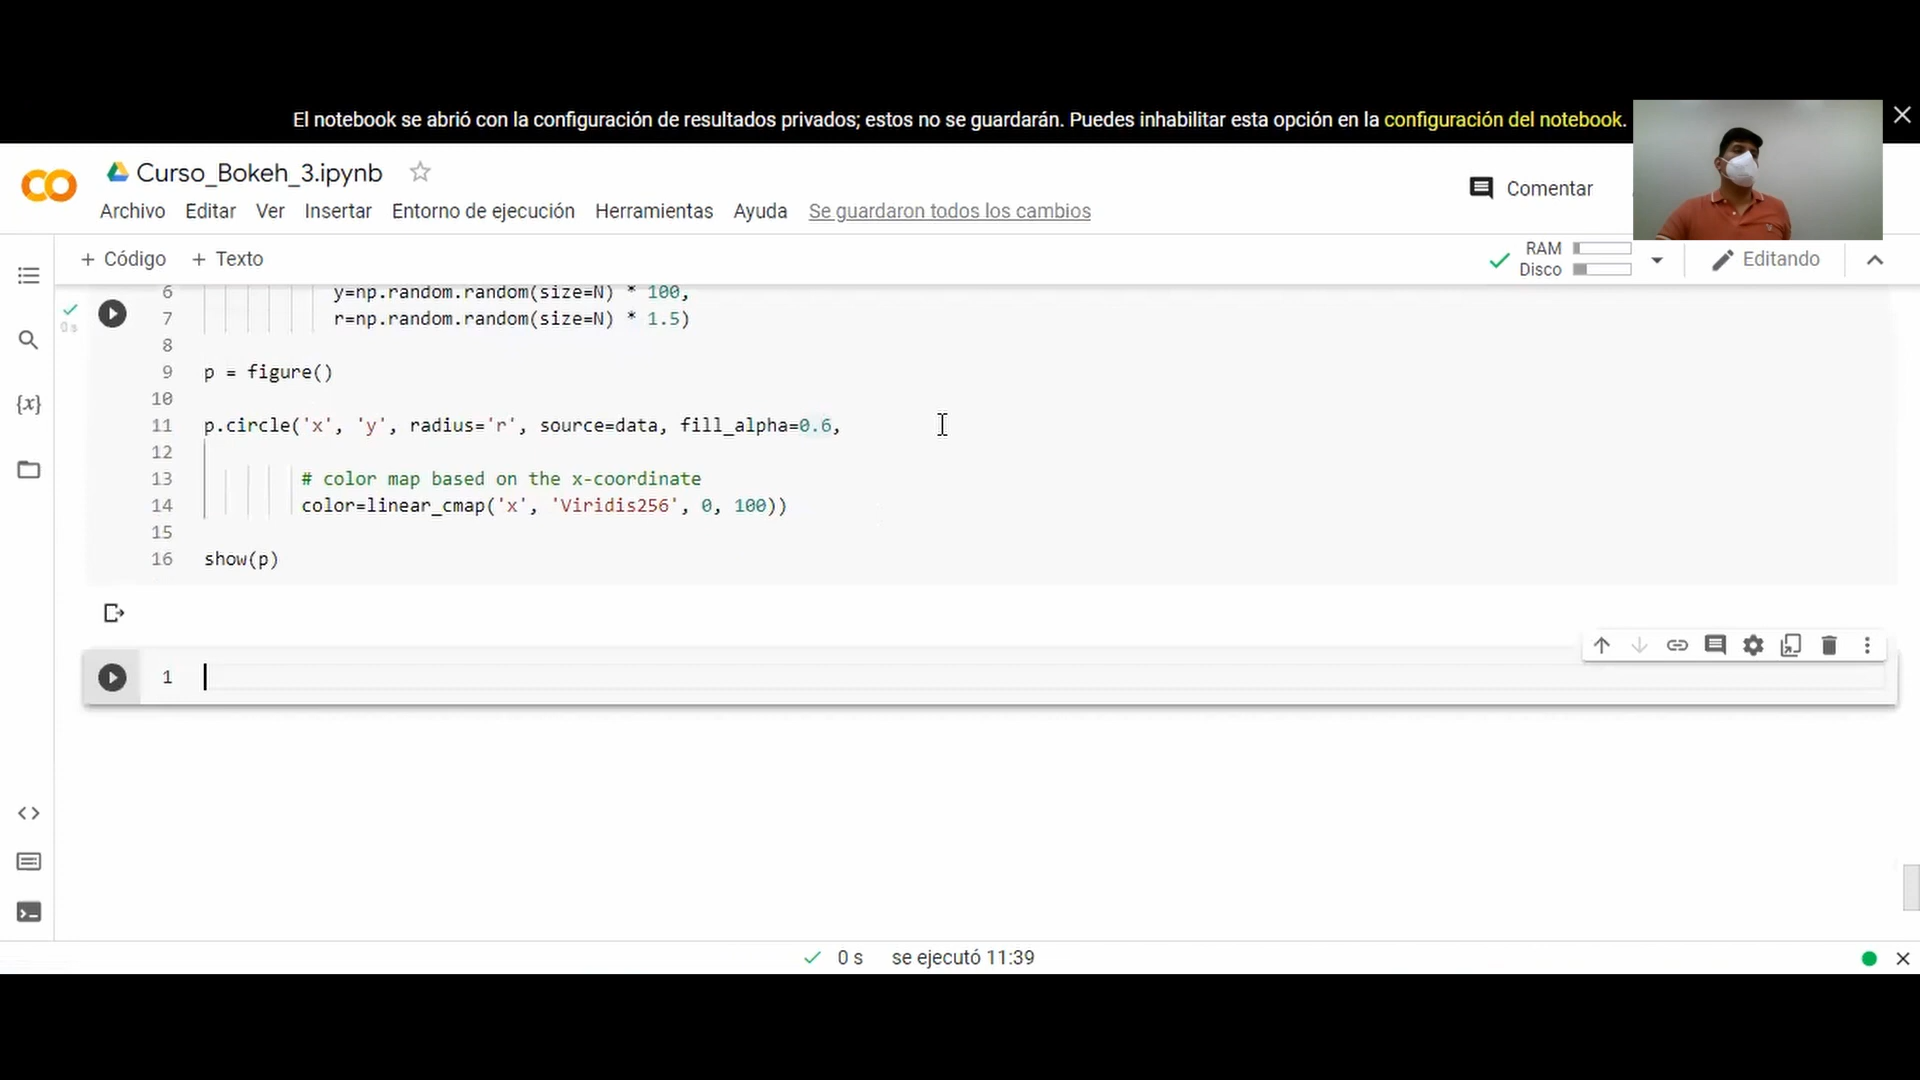 El notebook se abrió con la configuración de resultados privados; estos no se guardarán. Puedes inhabilitar esta opción en la configuración del notebook.
Curso_Bokeh_3.ipynb
Comentar
Archivo Editar Ver Insertar Entorno de ejecución Herramientas Ayuda Se guardaron todos los cambios
+ Código + Texto
RAM
Disco
Editando
0 s
6 y=np.random.random(size=N) * 100,
7 r=np.random.random(size=N) * 1.5)
8
9 p = figure()
10
11 p.circle('x', 'y', radius='r', source=data, fill_alpha=0.6,
12
13 # color map based on the x-coordinate
14 color=linear_cmap('x', 'Viridis256', 0, 100))
15
16 show(p)
1
{x}
0 s se ejecutó 11:39